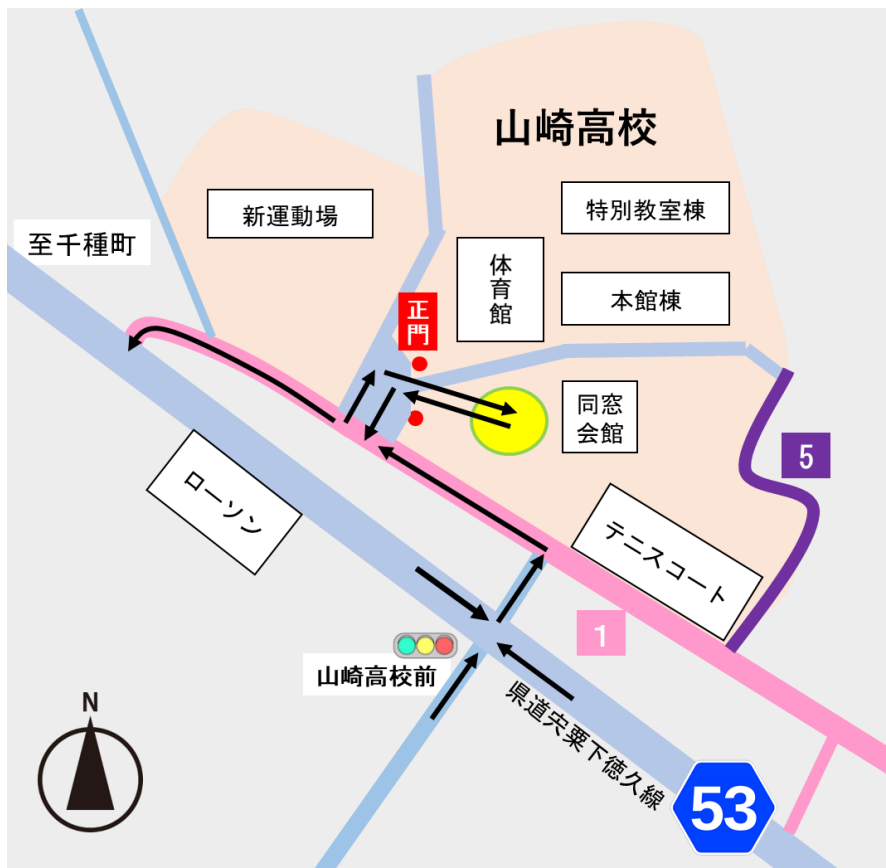 山崎高校
特別教室棟
新運動場
至千種町
体
育
館
本館棟
正
門
同窓
会館
5
ローソン
テニスコート
1
山崎高校前
県道宍粟下徳久線
N
53